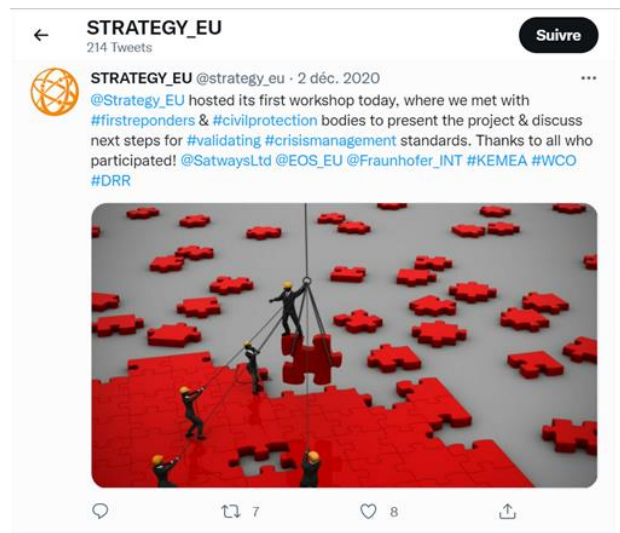 STRATEGY_EU
214 Tweets
Suivre
STRATEGY_EU @strategy_eu · 2 déc. 2020
@Strategy_EU hosted its first workshop today, where we met with
#firstresponders & #civilprotection bodies to present the project & discuss
next steps for #validating #crisismanagement standards. Thanks to all who
participated! @SatwaysLtd @EOS_EU @Fraunhofer_INT #KEMEA #WCO
#DRR
7
8